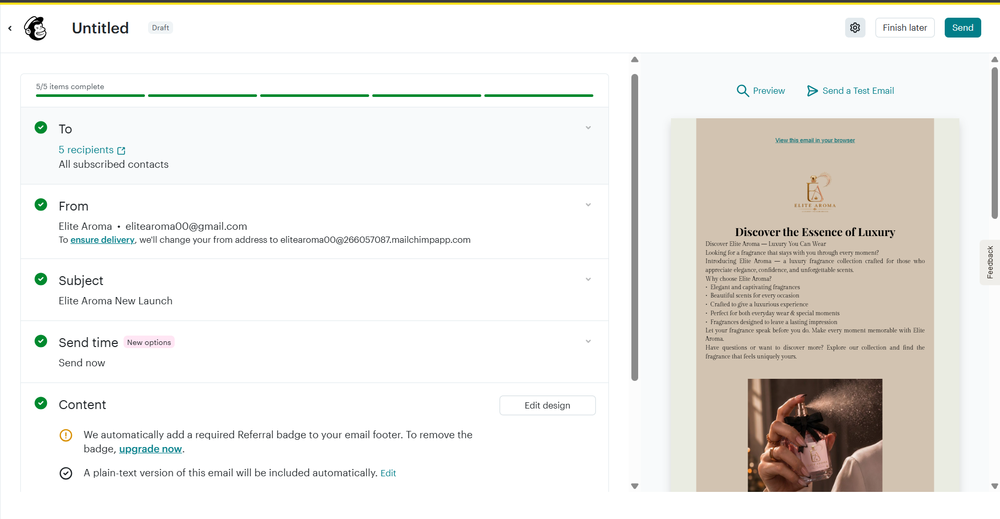 Untitled
Draft
Finish later
Send
5/5 items complete
To
5 recipients
All subscribed contacts
From
Elite Aroma • elitearoma00@gmail.com
To ensure delivery, we'll change your from address to elitearoma00@266057087.mailchimpapp.com
Subject
Elite Aroma New Launch
Send time
New options
Send now
Content
Edit design
We automatically add a required Referral badge to your email footer. To remove the
badge, upgrade now.
A plain-text version of this email will be included automatically. Edit
Preview
Send a Test Email
View this email in your browser
ELITE AROMA
Discover the Essence of Luxury
Discover Elite Aroma — Luxury You Can Wear
Looking for a fragrance that stays with you through every moment?
Introducing Elite Aroma — a luxury fragrance collection crafted for those who
appreciate elegance, confidence, and unforgettable scents.
Why choose Elite Aroma?
• Elegant and captivating fragrances
• Beautiful scents for every occasion
• Crafted to give a luxurious experience
• Perfect for both everyday wear & special moments
• Fragrances designed to leave a lasting impression
Let your fragrance speak before you do. Make every moment memorable with Elite
Aroma.
Have questions or want to discover more? Explore our collection and find the
fragrance that feels uniquely yours.
ELITE AROMA
Feedback